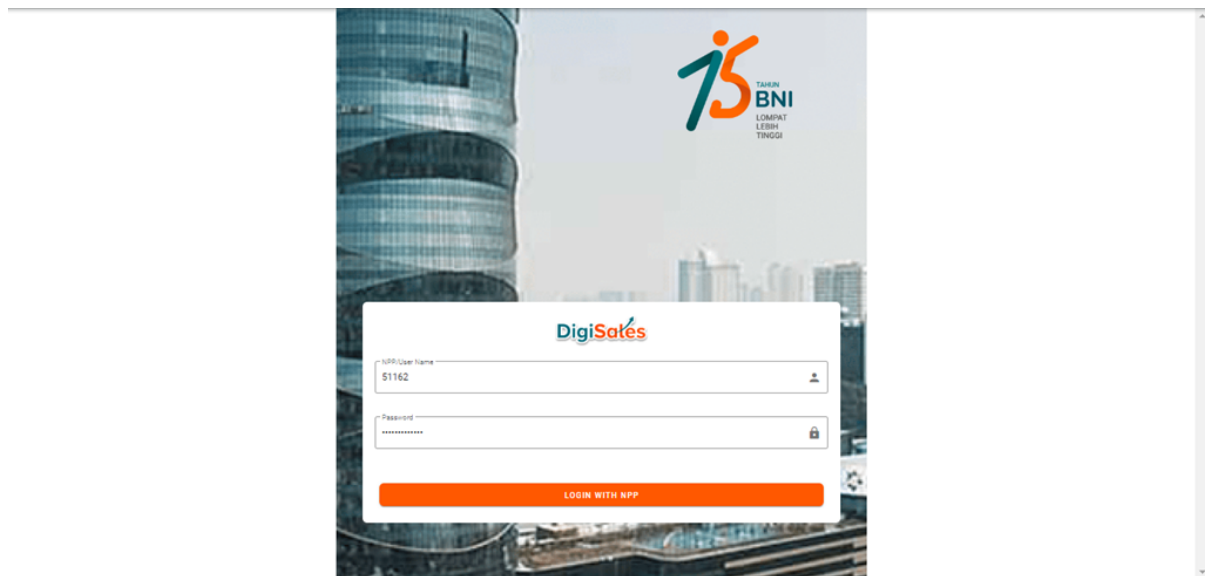 75
TAHUN
BNI
LOMPAT
LEBIH
TINGGI
DigiSales
NPP/User Name
51162
Password
LOGIN WITH NPP